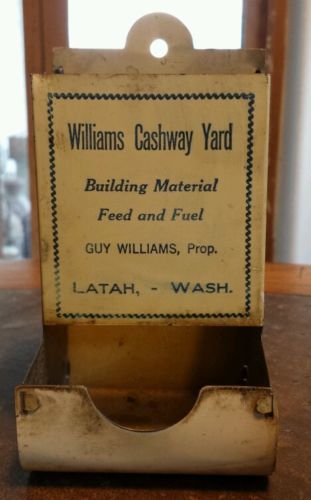 Williams Cashway Yard
Building Material
Feed and Fuel
GUY WILLIAMS, Prop.
LATAH, - WASH.